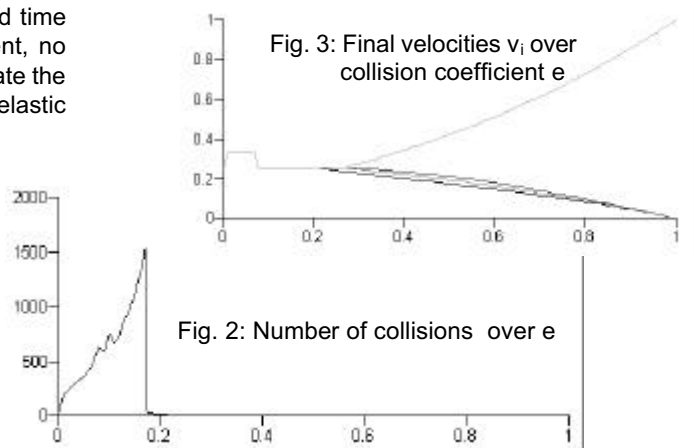 d time
ent, no
ate the
elastic
Fig. 3: Final velocities vᵢ over
collision coefficient e
1
0.8
0.6
0.4
0.2
0
0 0.2 0.4 0.6 0.8 1
Fig. 2: Number of collisions over e
2000
1500
1000
500
0
0 0.2 0.4 0.6 0.8 1